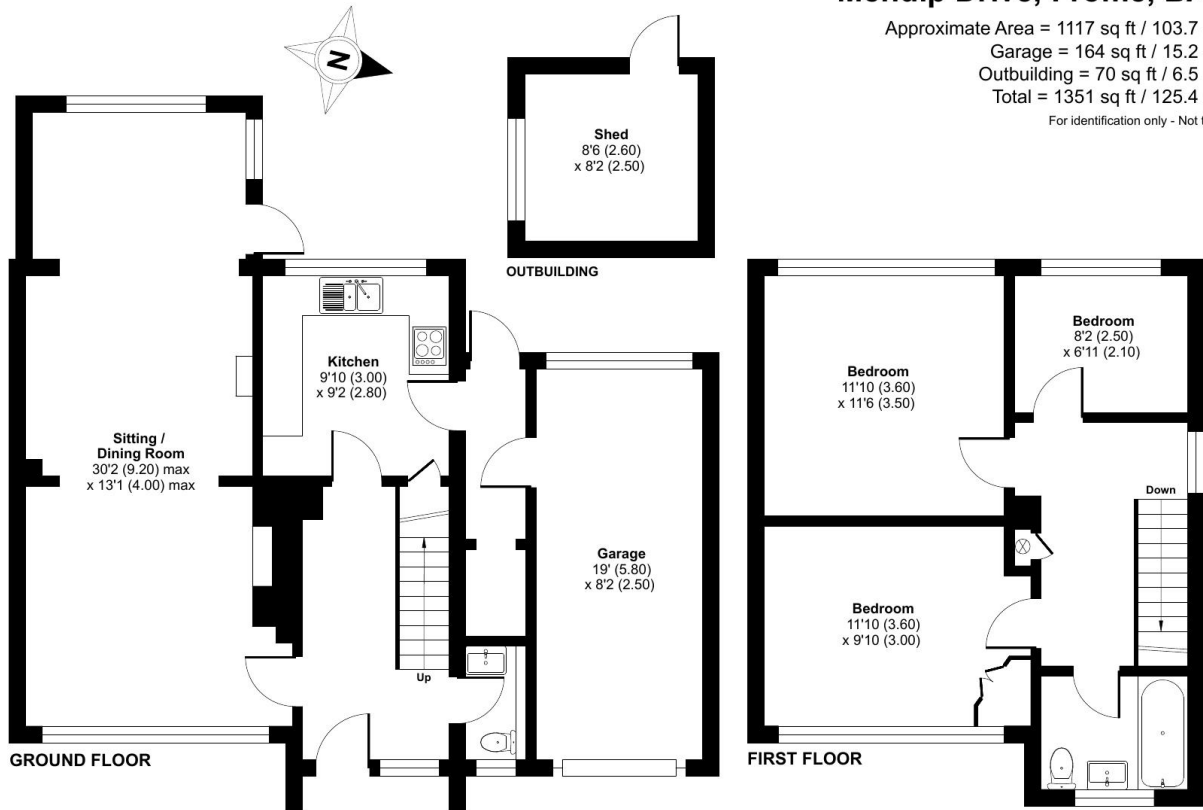 Approximate Area = 1117 sq ft / 103.7
Garage = 164 sq ft / 15.2
Outbuilding = 70 sq ft / 6.5
Total = 1351 sq ft / 125.4
For identification only - Not
N
Shed
8'6 (2.60)
x 8'2 (2.50)
OUTBUILDING
Kitchen
9'10 (3.00)
x 9'2 (2.80)
Sitting /
Dining Room
30'2 (9.20) max
x 13'1 (4.00) max
Garage
19' (5.80)
x 8'2 (2.50)
Up
GROUND FLOOR
Bedroom
8'2 (2.50)
x 6'11 (2.10)
Bedroom
11'10 (3.60)
x 11'6 (3.50)
Down
Bedroom
11'10 (3.60)
x 9'10 (3.00)
FIRST FLOOR